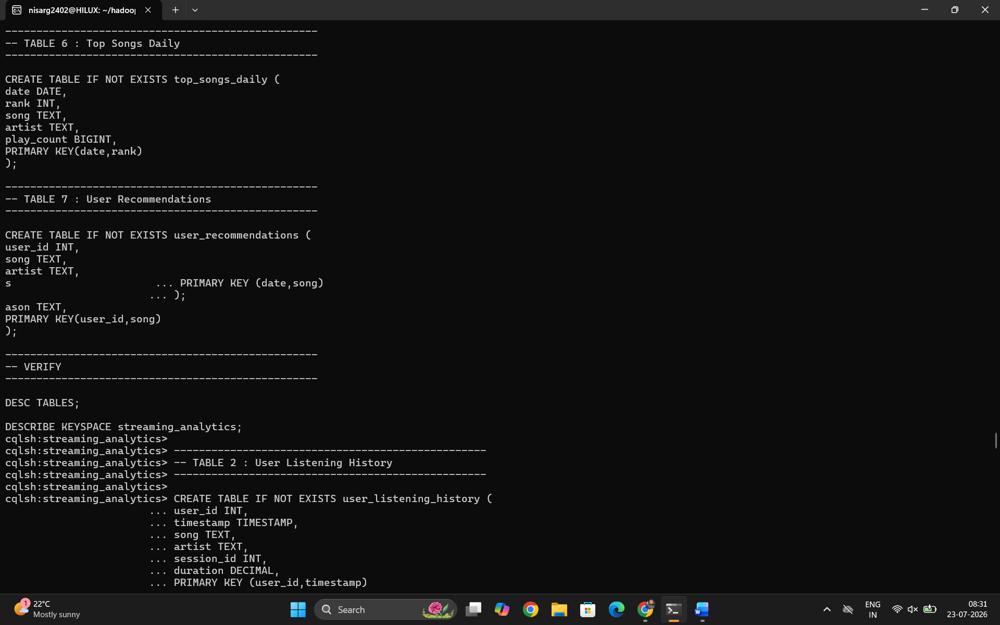 nisarg2402@HILUX: ~/hadoo
--------------------------------------------------
-- TABLE 6 : Top Songs Daily
--------------------------------------------------
CREATE TABLE IF NOT EXISTS top_songs_daily (
date DATE,
rank INT,
song TEXT,
artist TEXT,
play_count BIGINT,
PRIMARY KEY(date,rank)
);
--------------------------------------------------
-- TABLE 7 : User Recommendations
--------------------------------------------------
CREATE TABLE IF NOT EXISTS user_recommendations (
user_id INT,
song TEXT,
artist TEXT,
s                       ... PRIMARY KEY (date,song)
                       ... );
ason TEXT,
PRIMARY KEY(user_id,song)
);
--------------------------------------------------
-- VERIFY
--------------------------------------------------
DESC TABLES;
DESCRIBE KEYSPACE streaming_analytics;
cqlsh:streaming_analytics>
cqlsh:streaming_analytics> --------------------------------------------------
cqlsh:streaming_analytics> -- TABLE 2 : User Listening History
cqlsh:streaming_analytics> --------------------------------------------------
cqlsh:streaming_analytics>
cqlsh:streaming_analytics> CREATE TABLE IF NOT EXISTS user_listening_history (
                       ... user_id INT,
                       ... timestamp TIMESTAMP,
                       ... song TEXT,
                       ... artist TEXT,
                       ... session_id INT,
                       ... duration DECIMAL,
                       ... PRIMARY KEY (user_id,timestamp)
1
22°C
Mostly sunny
Search
W
ENG
IN
08:31
23-07-2026